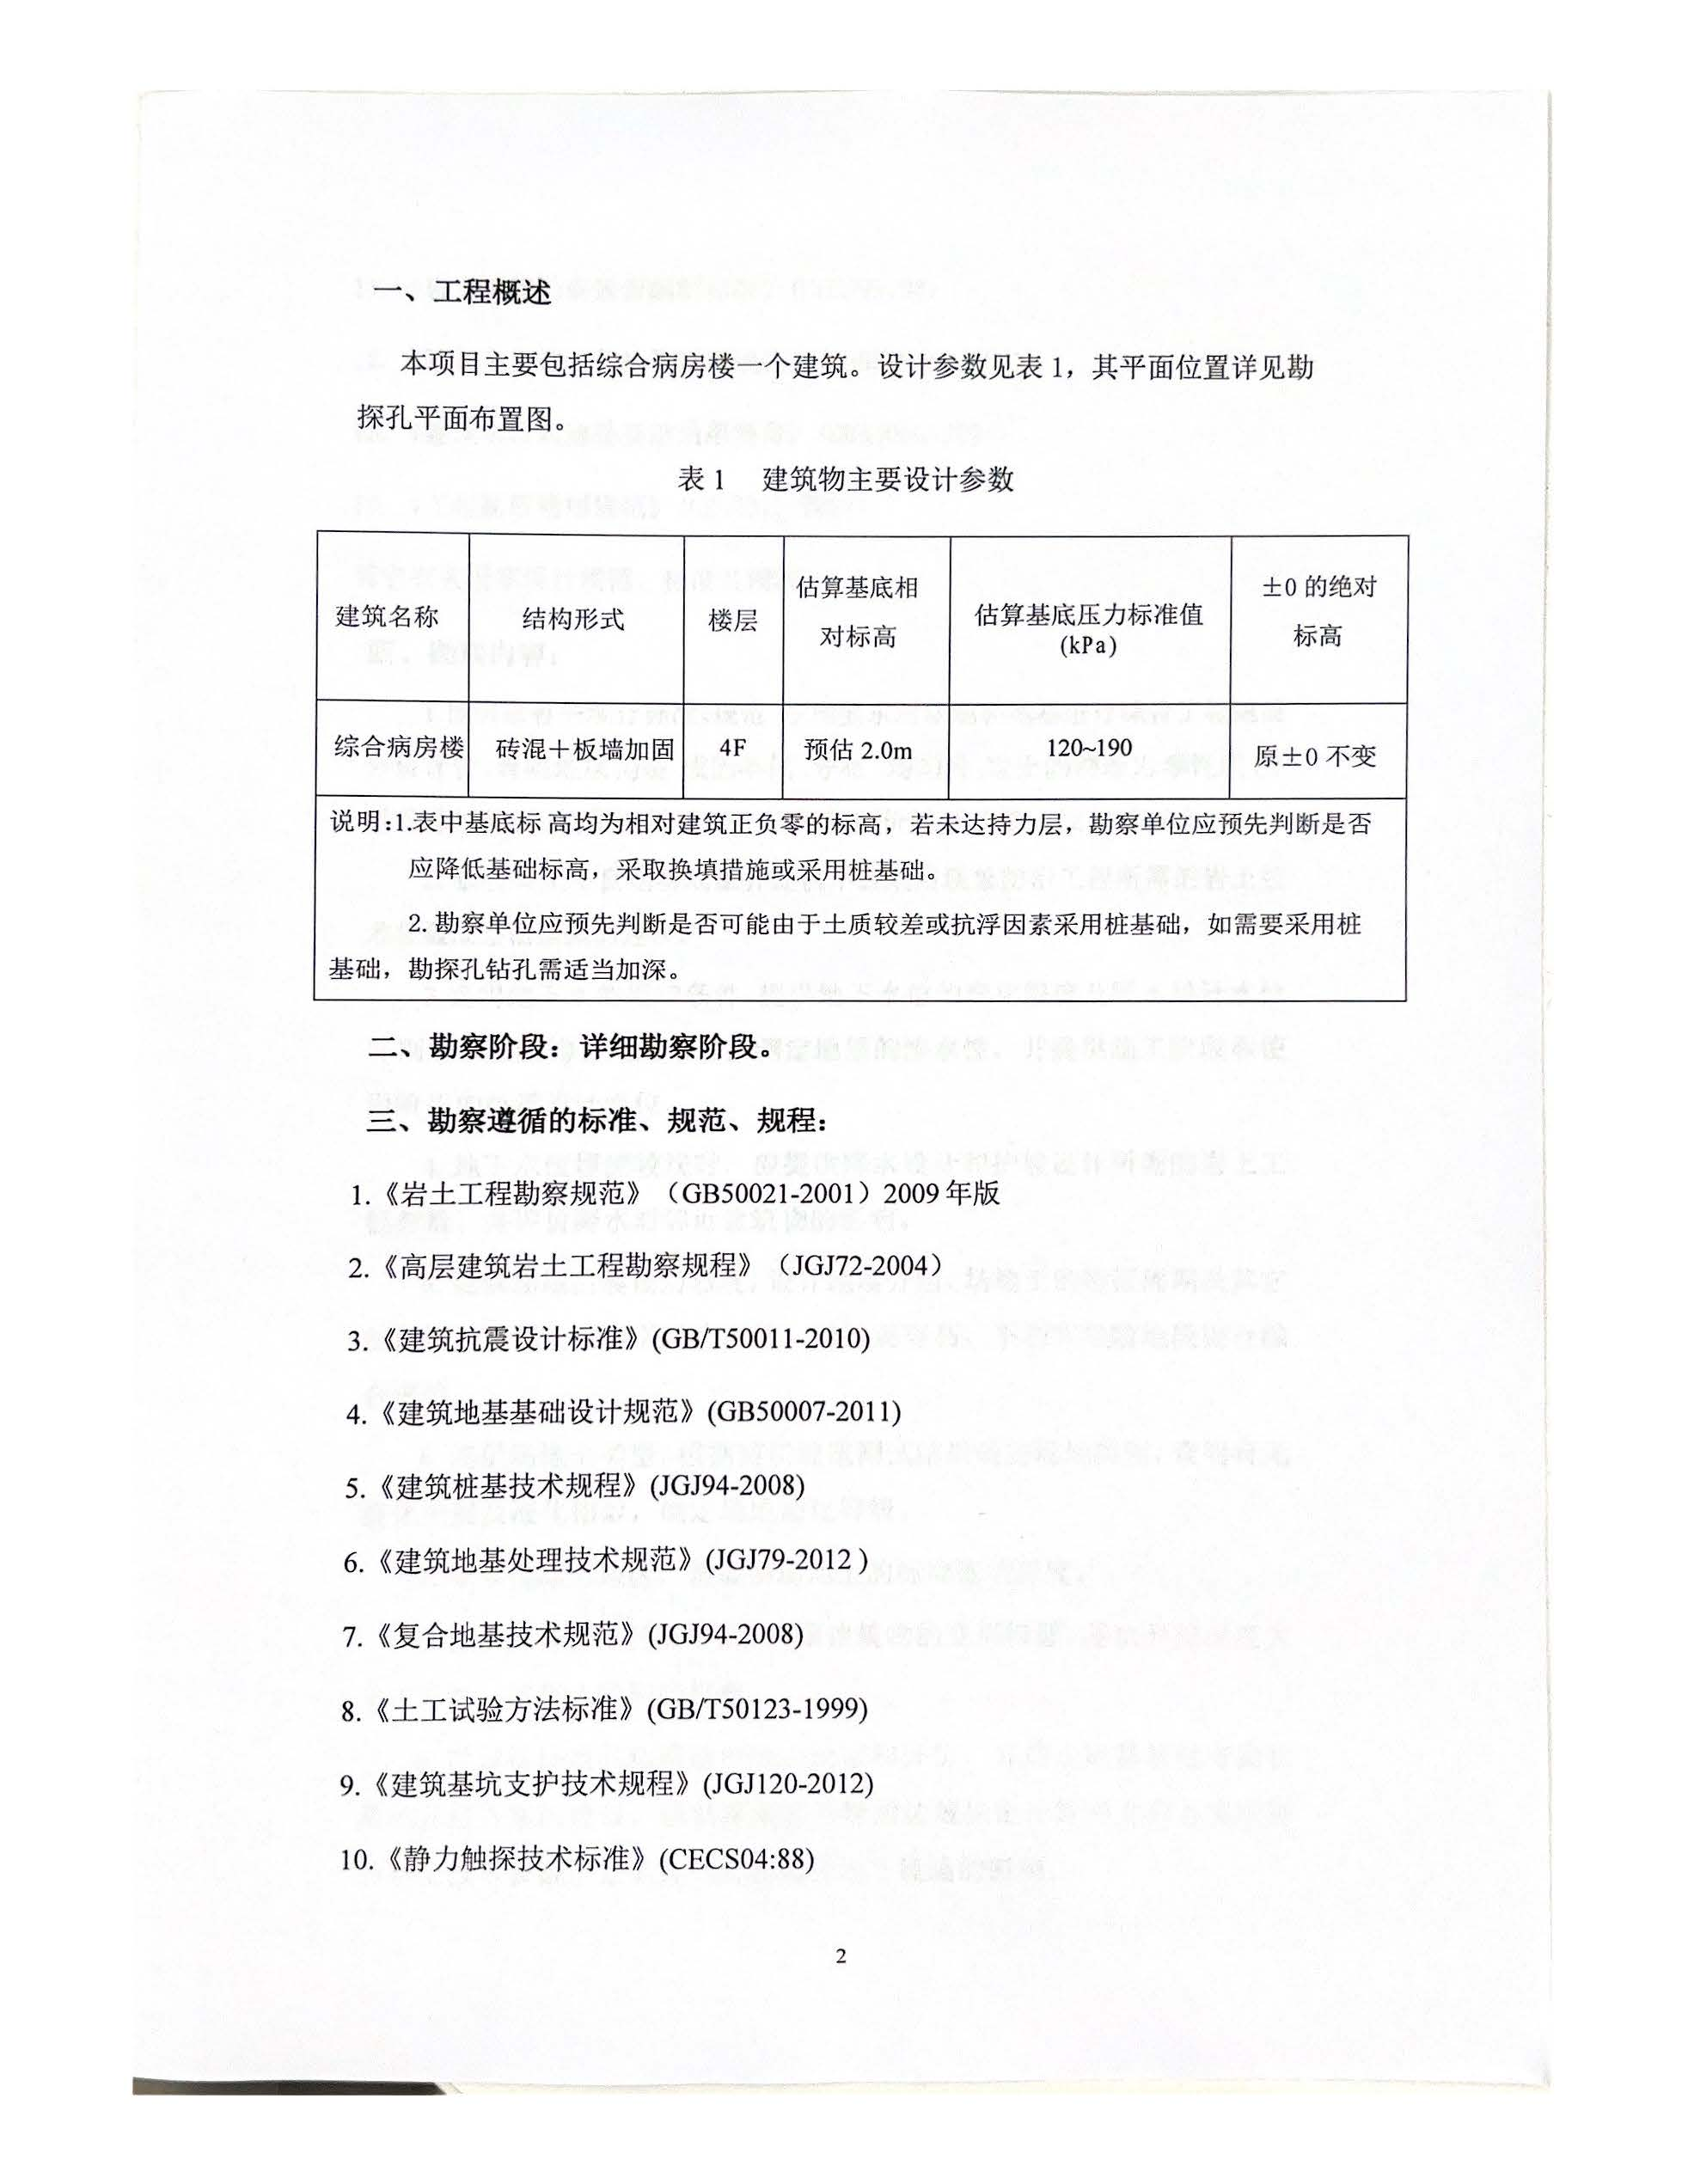 一、工程概述
本项目主要包括综合病房楼一个建筑。设计参数见表 1，其平面位置详见勘
探孔平面布置图。
表 1 建筑物主要设计参数
建筑名称 结构形式 楼层 估算基底相对标高 估算基底压力标准值(kPa) ±0 的绝对标高
综合病房楼 砖混＋板墙加固 4F 预估 2.0m 120~190 原±0 不变
说明:1.表中基底标 高均为相对建筑正负零的标高，若未达持力层，勘察单位应预先判断是否
应降低基础标高，采取换填措施或采用桩基础。
2. 勘察单位应预先判断是否可能由于土质较差或抗浮因素采用桩基础，如需要采用桩
基础，勘探孔钻孔需适当加深。
二、勘察阶段：详细勘察阶段。
三、勘察遵循的标准、规范、规程：
1.《岩土工程勘察规范》（GB50021-2001）2009 年版
2.《高层建筑岩土工程勘察规程》（JGJ72-2004）
3.《建筑抗震设计标准》(GB/T50011-2010)
4.《建筑地基基础设计规范》(GB50007-2011)
5.《建筑桩基技术规程》(JGJ94-2008)
6.《建筑地基处理技术规范》(JGJ79-2012 )
7.《复合地基技术规范》(JGJ94-2008)
8.《土工试验方法标准》(GB/T50123-1999)
9.《建筑基坑支护技术规程》(JGJ120-2012)
10.《静力触探技术标准》(CECS04:88)
2